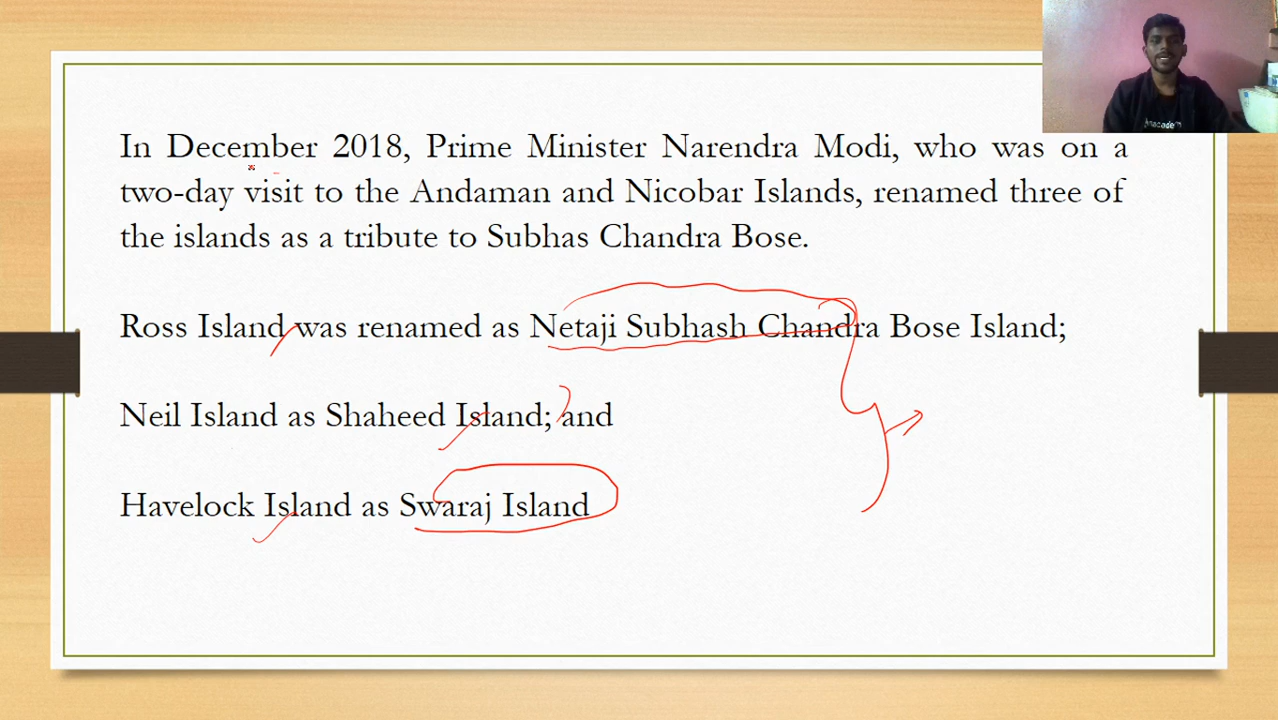 In December 2018, Prime Minister Narendra Modi, who was on a
two-day visit to the Andaman and Nicobar Islands, renamed three of
the islands as a tribute to Subhas Chandra Bose.
Ross Island was renamed as Netaji Subhash Chandra Bose Island;
Neil Island as Shaheed Island; and
Havelock Island as Swaraj Island